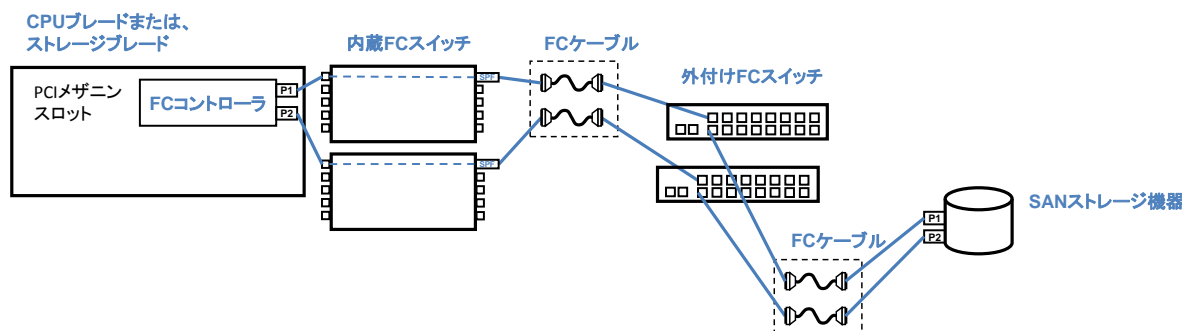 CPUブレードまたは、
ストレージブレード
内蔵FCスイッチ
FCケーブル
外付けFCスイッチ
PCIメザニン
スロット
FCコントローラ
P1
P2
SPF
SPF
SANストレージ機器
P1
P2
FCケーブル